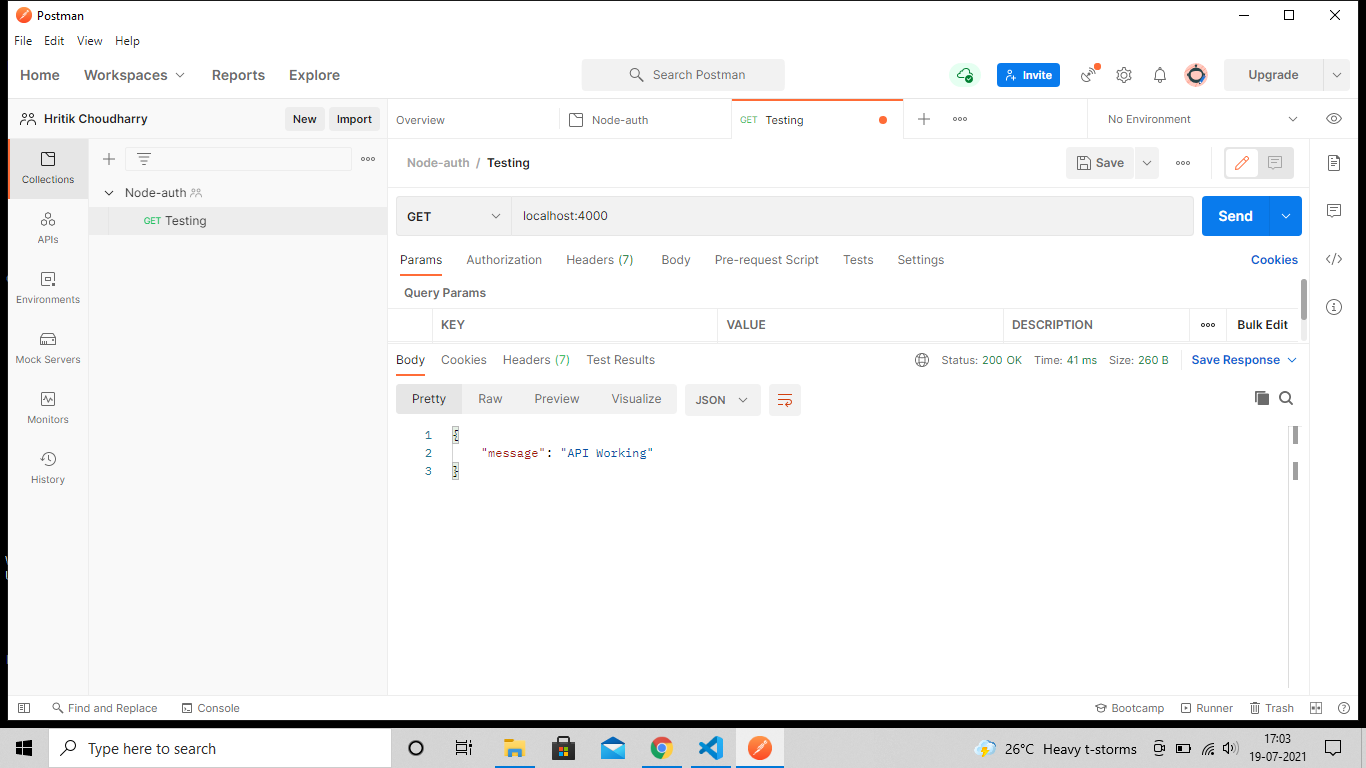 Postman
File Edit View Help
Home Workspaces Reports Explore Search Postman Invite Upgrade
Hritik Choudharry New Import Overview Node-auth GET Testing No Environment
Node-auth / Testing Save
Collections
Node-auth
GET Testing
APIs
Environments
Mock Servers
Monitors
History
GET localhost:4000 Send
Params Authorization Headers (7) Body Pre-request Script Tests Settings Cookies
Query Params
KEY VALUE DESCRIPTION Bulk Edit
Body Cookies Headers (7) Test Results Status: 200 OK Time: 41 ms Size: 260 B Save Response
Pretty Raw Preview Visualize JSON
1 {
2 "message": "API Working"
3 }
Find and Replace Console Bootcamp Runner Trash
Type here to search 26°C Heavy t-storms 17:03
19-07-2021